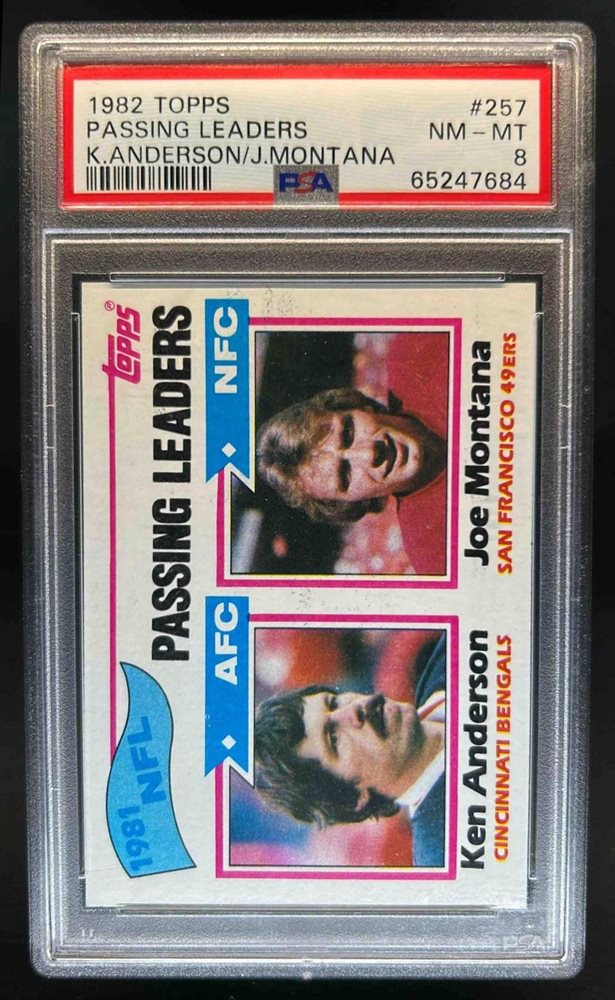 1982 TOPPS #257
PASSING LEADERS NM-MT
K.ANDERSON/J.MONTANA 8
PSA 65247684
topps®
1981 NFL
PASSING LEADERS
AFC
NFC
Ken Anderson
CINCINNATI BENGALS
Joe Montana
SAN FRANCISCO 49ERS
PSA